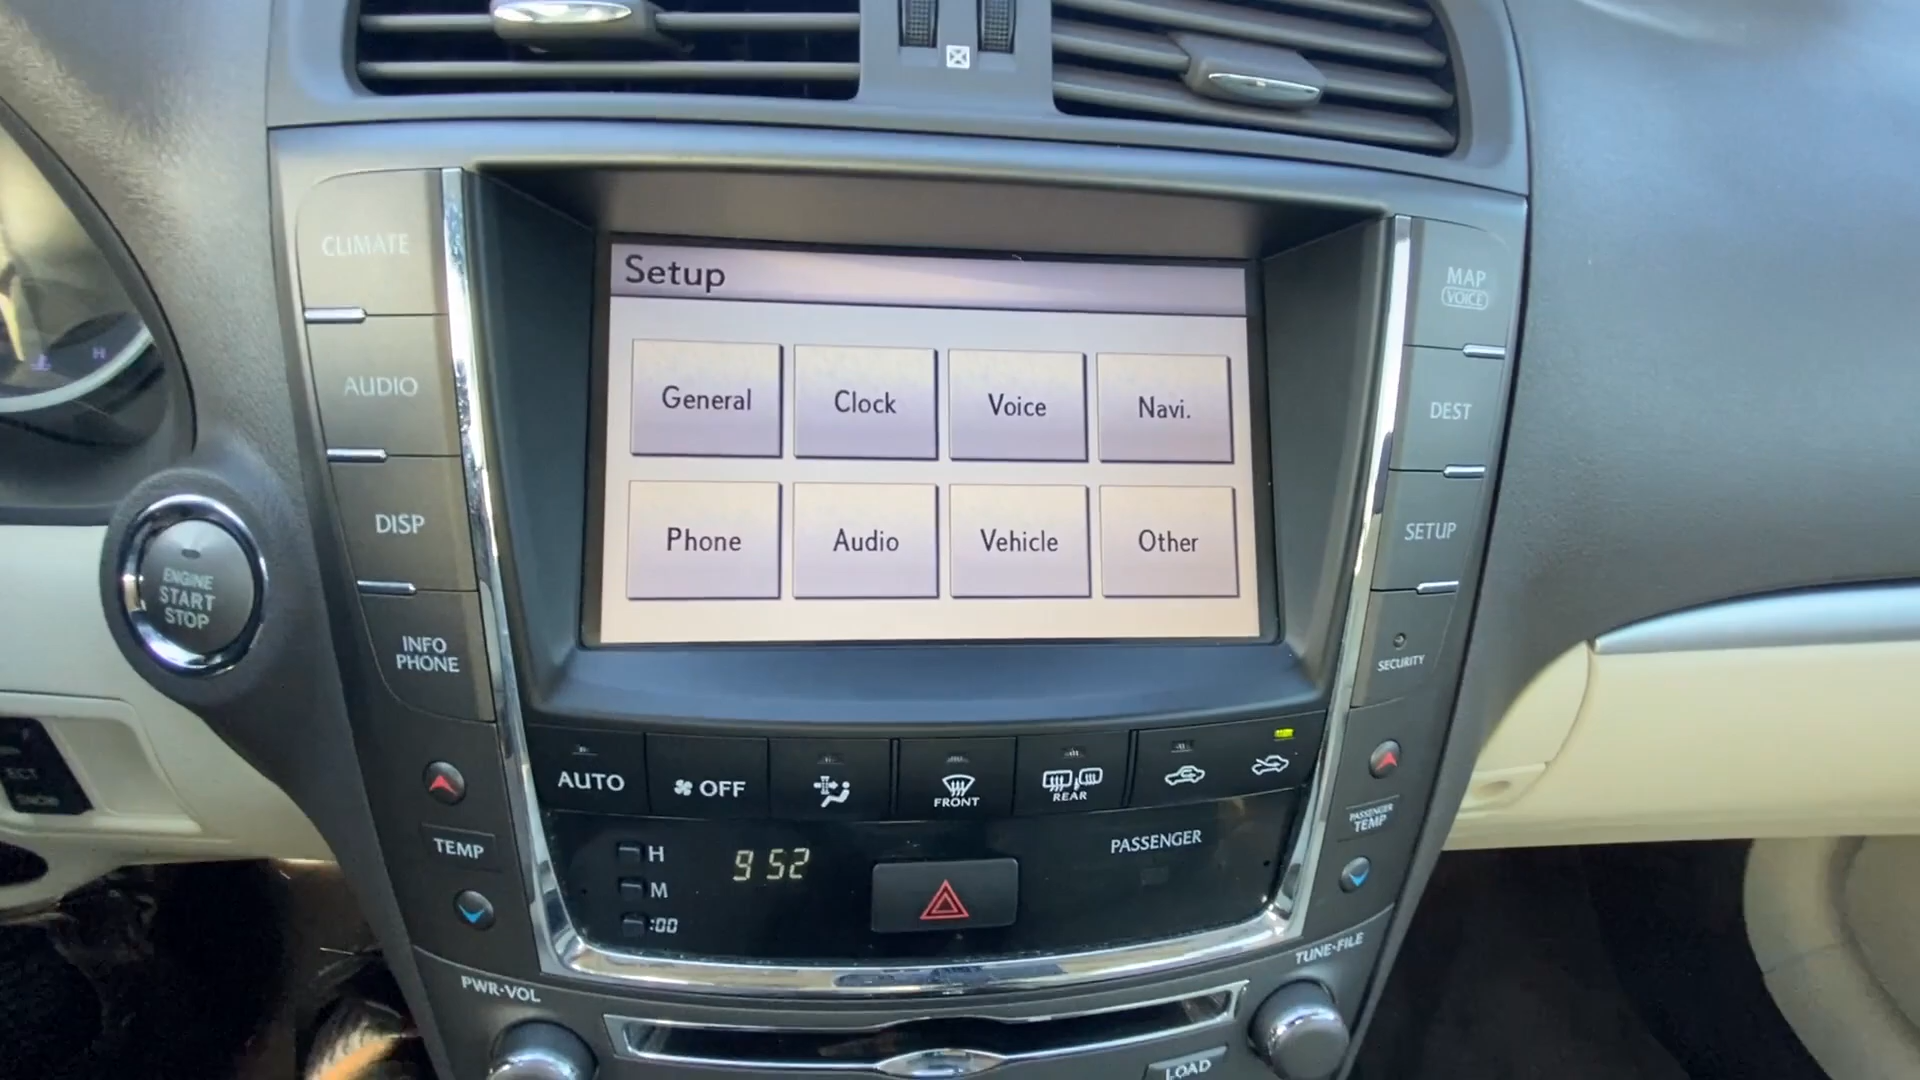 CLIMATE
AUDIO
DISP
INFO
PHONE
Setup
General
Clock
Voice
Navi.
Phone
Audio
Vehicle
Other
MAP
VOICE
DEST
SETUP
SECURITY
ENGINE
START
STOP
H
ECT
AUTO
OFF
FRONT
REAR
TEMP
H
M
:00
9 52
PASSENGER
PASSENGER
TEMP
PWR·VOL
TUNE·FILE
LOAD